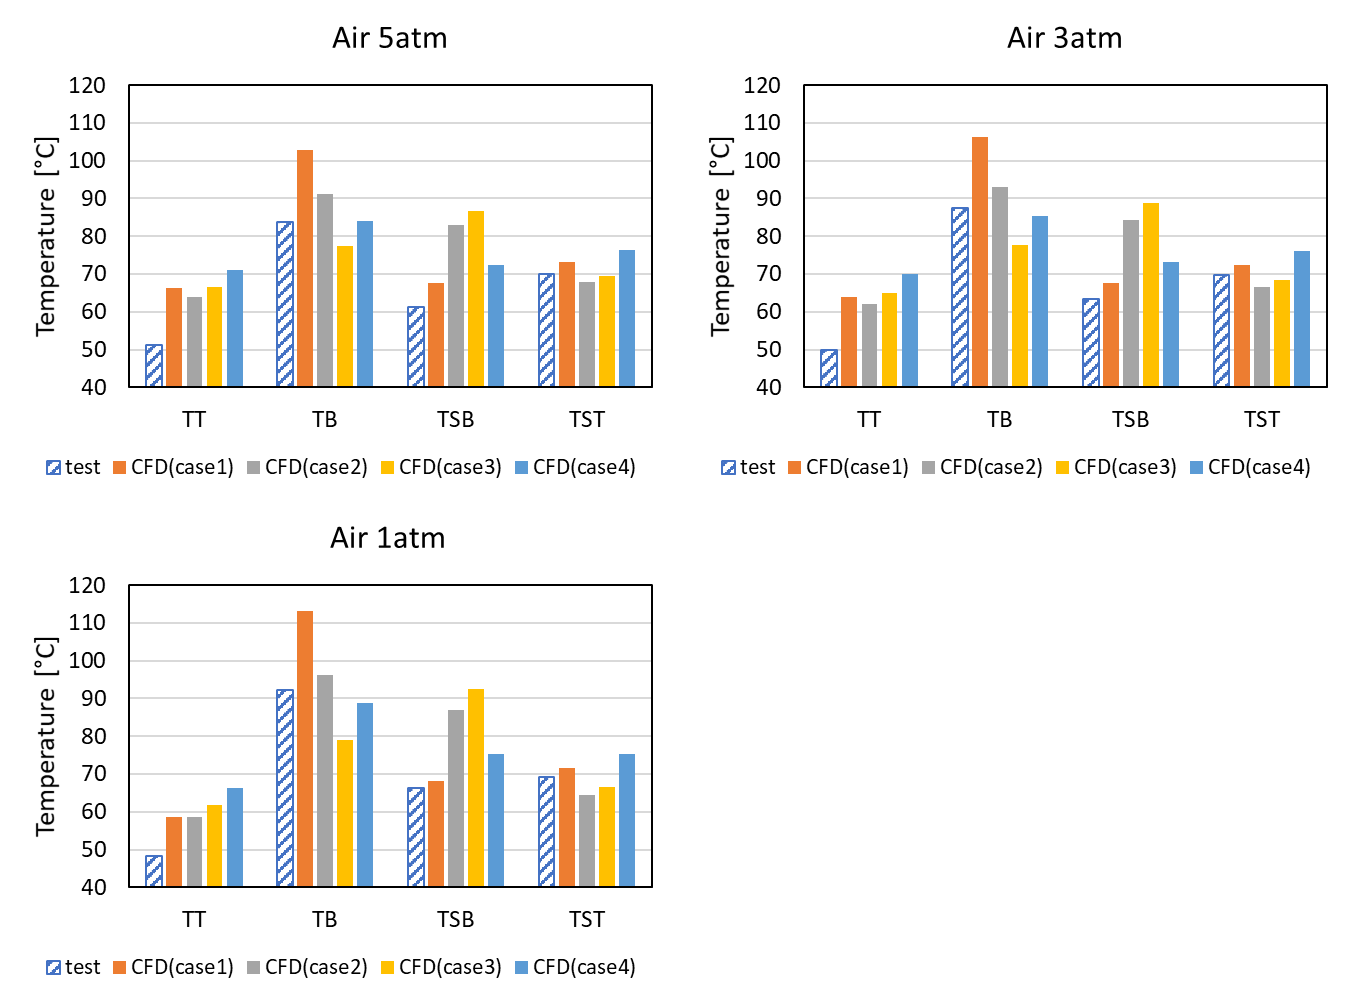 Air 5atm
120
110
100
90
80
70
60
50
40
Temperature [°C]
TT TB TSB TST
test CFD(case1) CFD(case2) CFD(case3) CFD(case4)
Air 3atm
120
110
100
90
80
70
60
50
40
Temperature [°C]
TT TB TSB TST
test CFD(case1) CFD(case2) CFD(case3) CFD(case4)
Air 1atm
120
110
100
90
80
70
60
50
40
Temperature [°C]
TT TB TSB TST
test CFD(case1) CFD(case2) CFD(case3) CFD(case4)